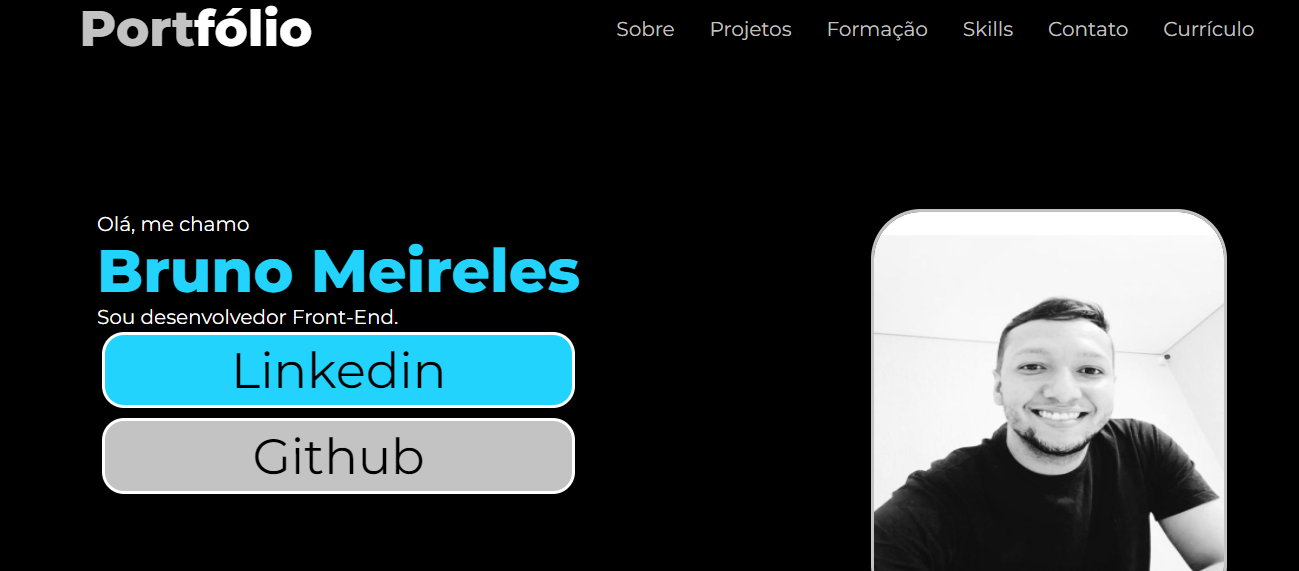 Portfólio
Sobre Projetos Formação Skills Contato Currículo
Olá, me chamo
Bruno Meireles
Sou desenvolvedor Front-End.
Linkedin
Github